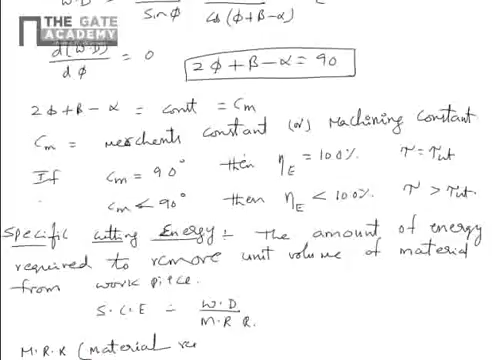 W·D
Sin φ Cos (φ+β-α)
THE GATE ACADEMY
d(W·D) / dφ = 0 2φ+β-α = 90
2φ+β-α = const = Cm
Cm = merchents constant (or) Machining Constant
If Cm = 90° then ηE = 100%. τ = τut
Cm < 90° then ηE < 100%. τ > τut.
Specific Cutting Energy:- The amount of energy
required to remove unit volume of material
from work piece.
S.C.E = W·D / M·R R.
M.R.R (Material re